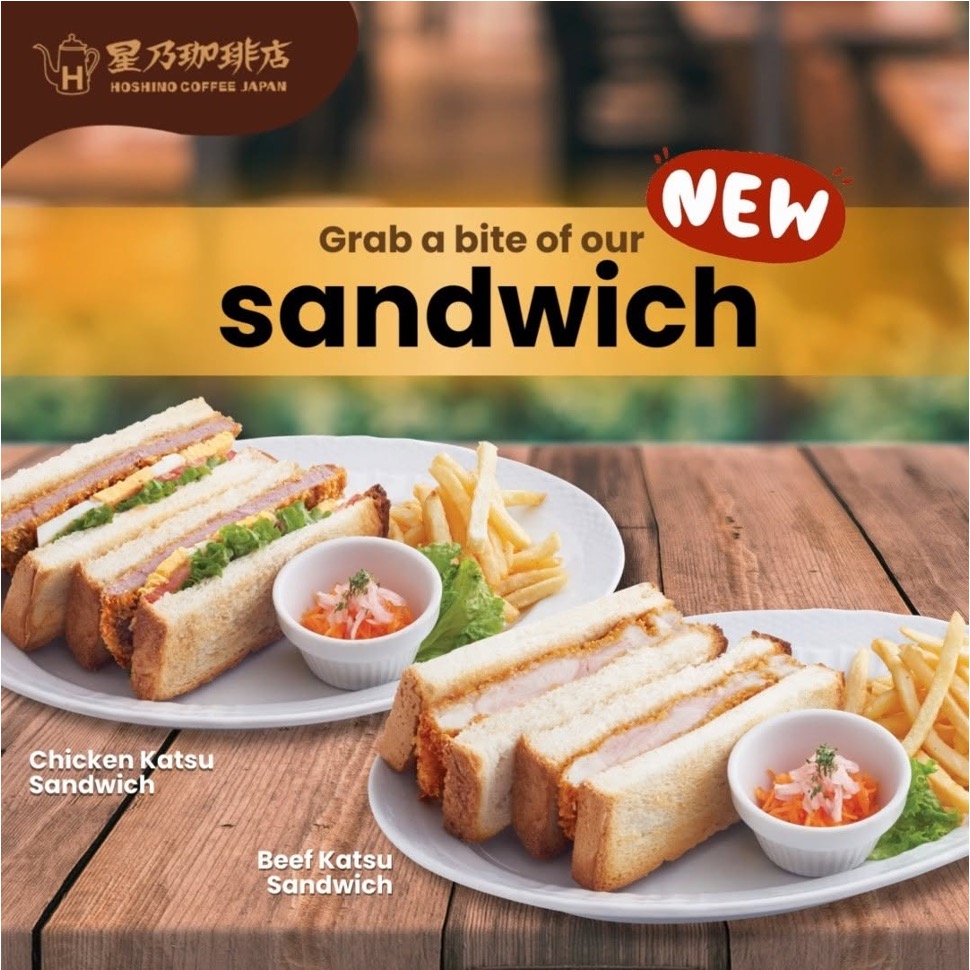 星乃珈琲店
HOSHINO COFFEE JAPAN
NEW
Grab a bite of our
sandwich
Chicken Katsu
Sandwich
Beef Katsu
Sandwich